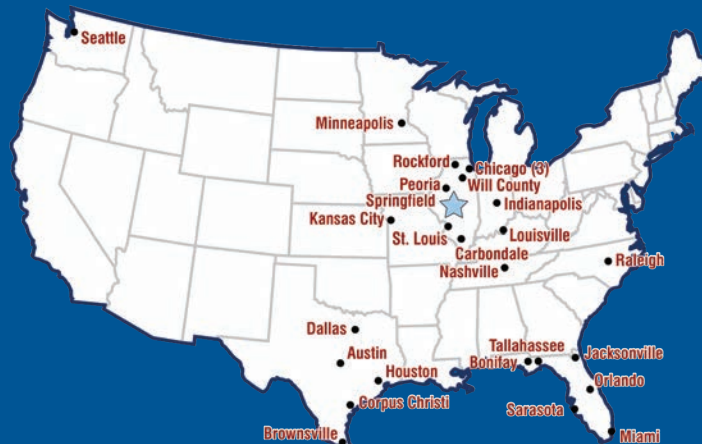 Seattle
Minneapolis
Rockford
Chicago (3)
Peoria
Will County
Springfield
Indianapolis
Kansas City
St. Louis
Louisville
Carbondale
Nashville
Raleigh
Dallas
Austin
Houston
Corpus Christi
Brownsville
Tallahassee
Bonifay
Jacksonville
Orlando
Sarasota
Miami